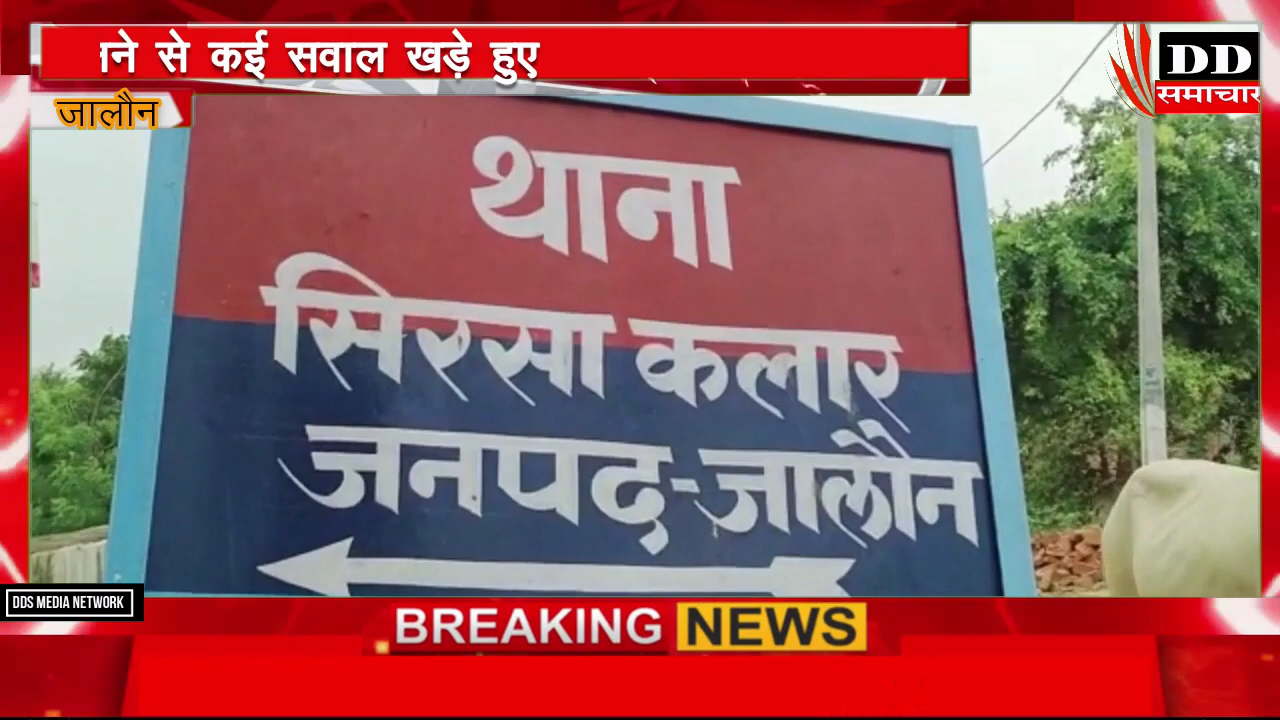 से कई सवाल खड़े हुए
DD
समाचार
जालौन
थाना
सिरसा कलार
जनपद-जालौन
DDS MEDIA NETWORK
BREAKING NEWS